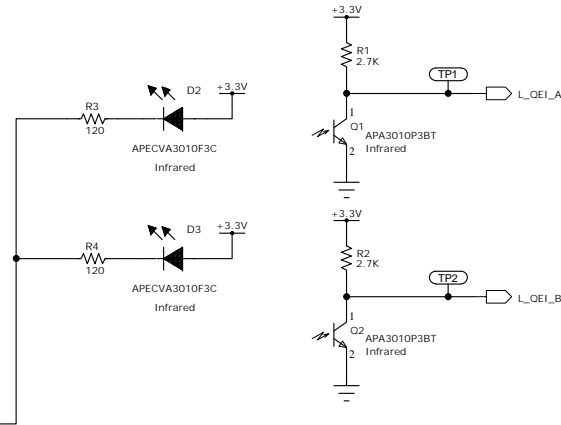 +3.3V
R1
2.7K
TP1
L_QEI_A
1
Q1
APA3010P3BT
2
Infrared
R3
120
D2
+3.3V
APECVA3010F3C
Infrared
+3.3V
R2
2.7K
TP2
L_QEI_B
1
Q2
APA3010P3BT
2
Infrared
R4
120
D3
+3.3V
APECVA3010F3C
Infrared